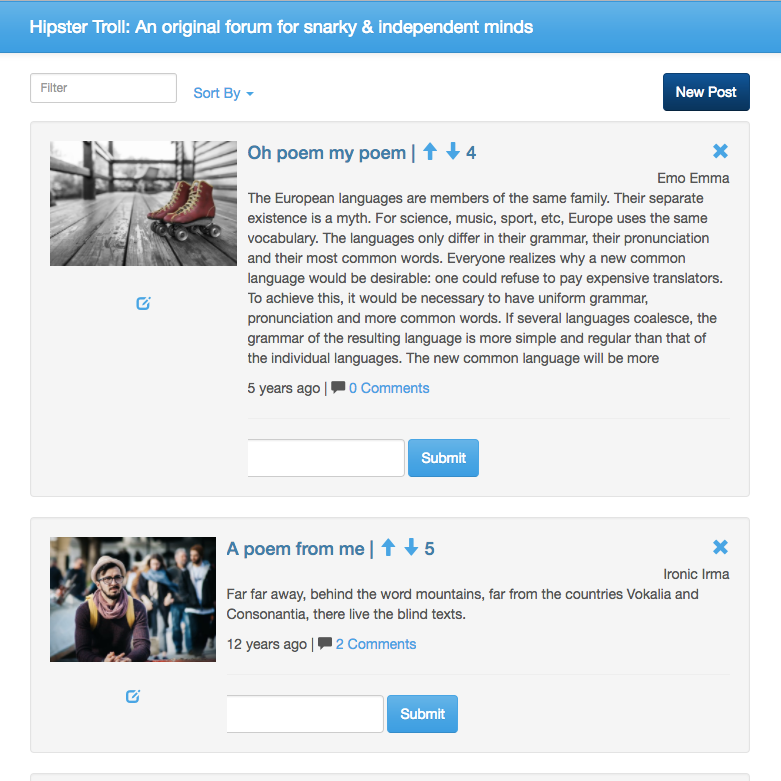 Hipster Troll: An original forum for snarky & independent minds
Filter
Sort By
New Post
Oh poem my poem | 4
Emo Emma
The European languages are members of the same family. Their separate
existence is a myth. For science, music, sport, etc, Europe uses the same
vocabulary. The languages only differ in their grammar, their pronunciation
and their most common words. Everyone realizes why a new common
language would be desirable: one could refuse to pay expensive translators.
To achieve this, it would be necessary to have uniform grammar,
pronunciation and more common words. If several languages coalesce, the
grammar of the resulting language is more simple and regular than that of
the individual languages. The new common language will be more
5 years ago | 0 Comments
Submit
A poem from me | 5
Ironic Irma
Far far away, behind the word mountains, far from the countries Vokalia and
Consonantia, there live the blind texts.
12 years ago | 2 Comments
Submit